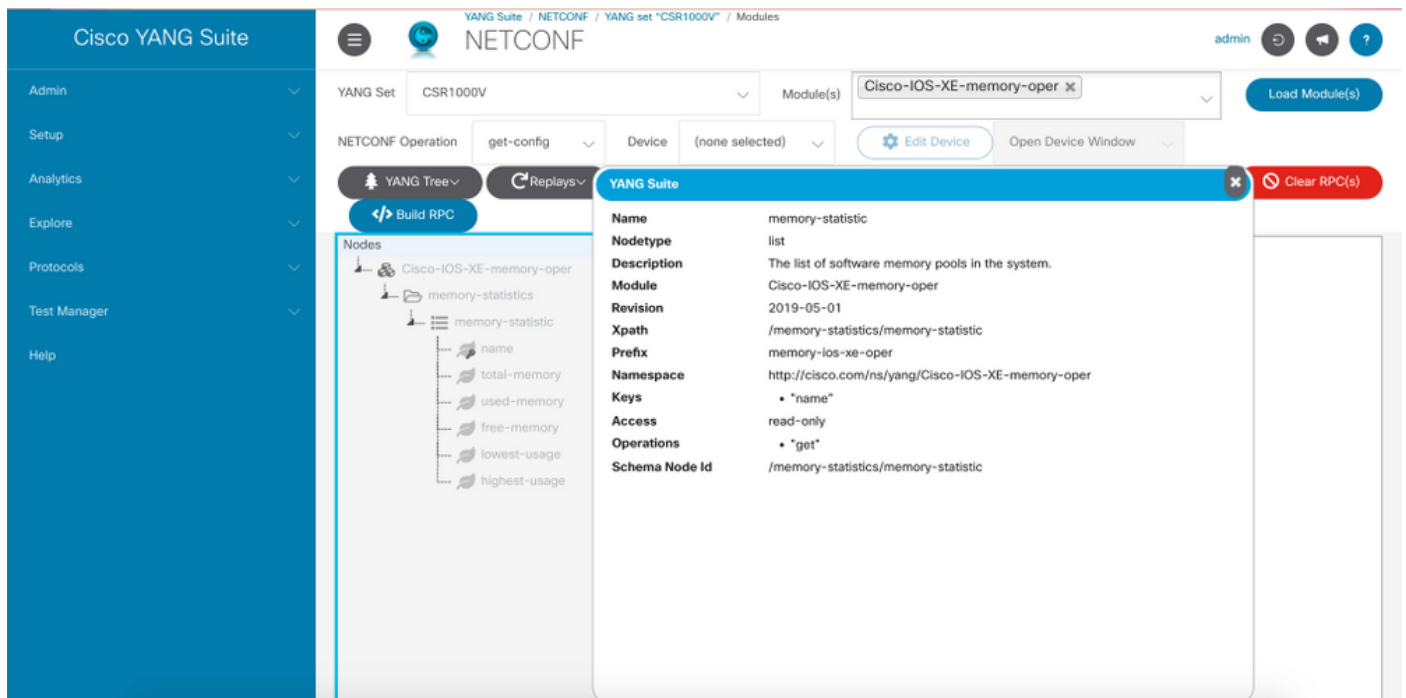 Cisco YANG Suite
Admin
Setup
Analytics
Explore
Protocols
Test Manager
Help
YANG Suite / NETCONF / YANG set "CSR1000V" / Modules
NETCONF
admin
?
YANG Set CSR1000V Module(s) Cisco-IOS-XE-memory-oper Load Module(s)
NETCONF Operation get-config Device (none selected) Edit Device Open Device Window
YANG Tree Replays Clear RPC(s)
</> Build RPC
Nodes
Cisco-IOS-XE-memory-oper
memory-statistics
memory-statistic
name
total-memory
used-memory
free-memory
lowest-usage
highest-usage
YANG Suite
Name memory-statistic
Nodetype list
Description The list of software memory pools in the system.
Module Cisco-IOS-XE-memory-oper
Revision 2019-05-01
Xpath /memory-statistics/memory-statistic
Prefix memory-ios-xe-oper
Namespace http://cisco.com/ns/yang/Cisco-IOS-XE-memory-oper
Keys • "name"
Access read-only
Operations • "get"
Schema Node Id /memory-statistics/memory-statistic